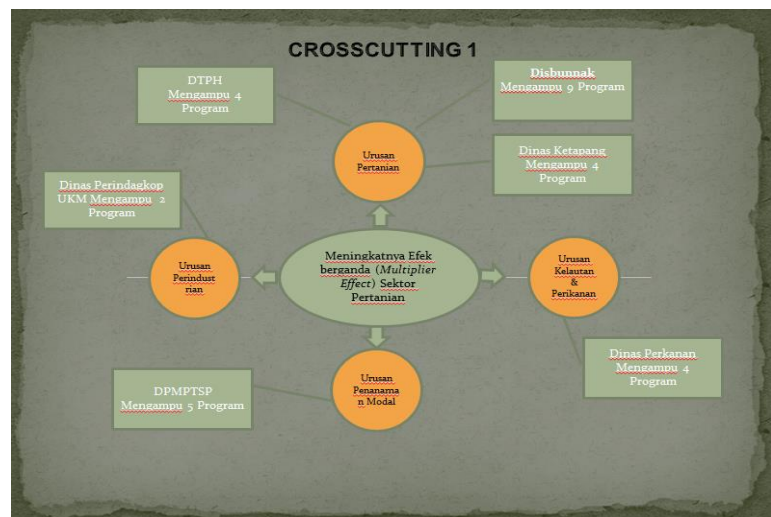 CROSSCUTTING 1
DTPH
Mengampu 4
Program
Disbunnak
Mengampu 9 Program
Urusan
Pertanian
Dinas Ketapang
Mengampu 4
Program
Dinas Perindagkop
UKM Mengampu 2
Program
Urusan
Perindust
rian
Meningkatnya Efek
berganda (Multiplier
Effect) Sektor
Pertanian
Urusan
Kelautan
&
Perikanan
Dinas Perkanan
Mengampu 4
Program
DPMPTSP
Mengampu 5 Program
Urusan
Penanama
n Modal